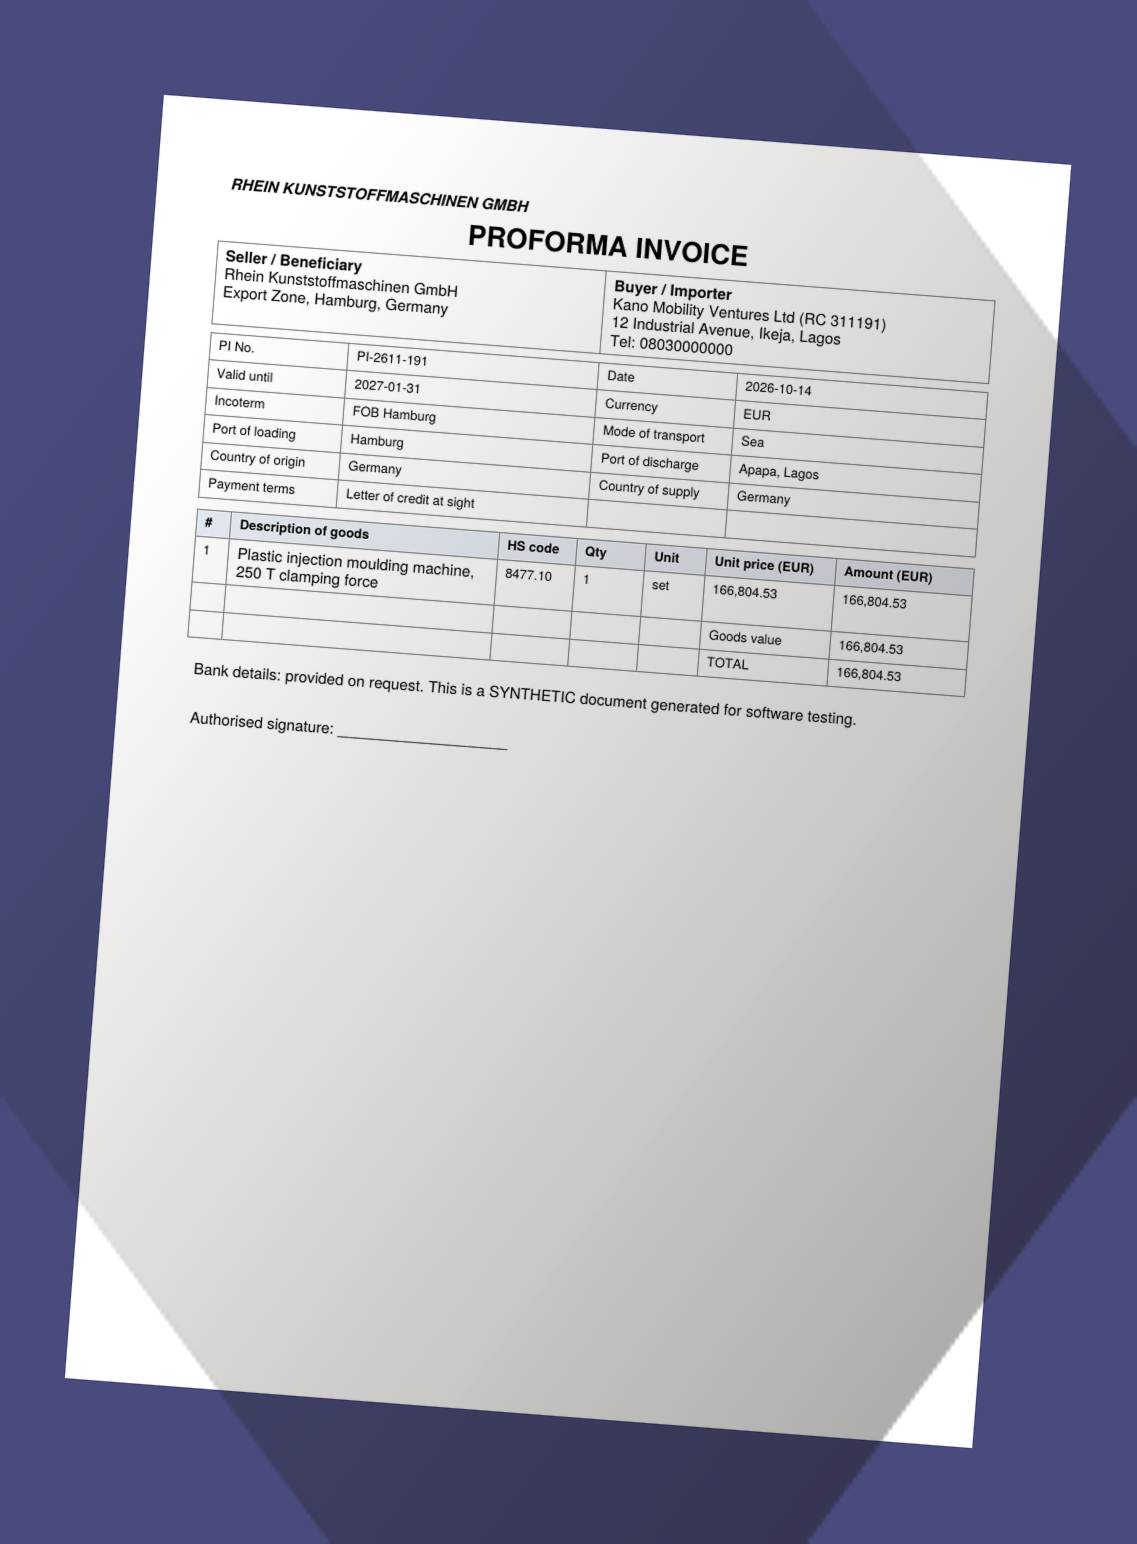 RHEIN KUNSTSTOFFMASCHINEN GMBH
PROFORMA INVOICE
Seller / Beneficiary
Rhein Kunststoffmaschinen GmbH
Export Zone, Hamburg, Germany
Buyer / Importer
Kano Mobility Ventures Ltd (RC 311191)
12 Industrial Avenue, Ikeja, Lagos
Tel: 08030000000
PI No. PI-2611-191 Date 2026-10-14
Valid until 2027-01-31 Currency EUR
Incoterm FOB Hamburg Mode of transport Sea
Port of loading Hamburg Port of discharge Apapa, Lagos
Country of origin Germany Country of supply Germany
Payment terms Letter of credit at sight
# Description of goods HS code Qty Unit Unit price (EUR) Amount (EUR)
1 Plastic injection moulding machine, 8477.10 1 set 166,804.53 166,804.53
250 T clamping force
Goods value 166,804.53
TOTAL 166,804.53
Bank details: provided on request. This is a SYNTHETIC document generated for software testing.
Authorised signature: ____________________